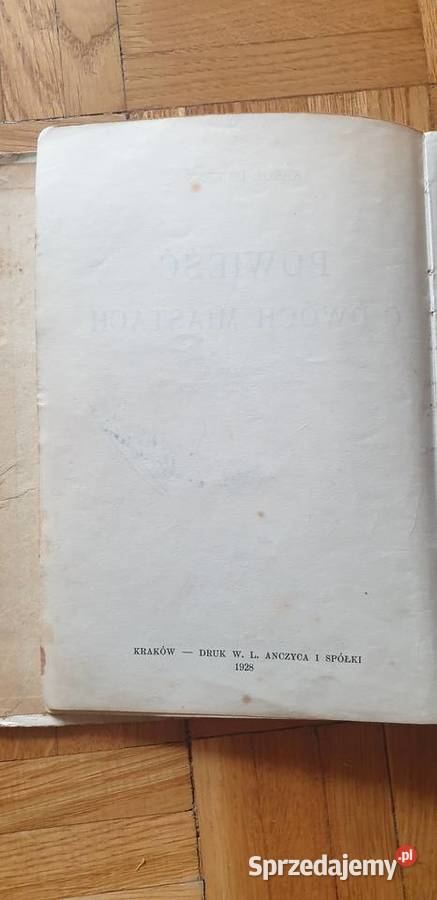 POWIEŚĆ
O DWÓCH MIASTACH
KRAKÓW — DRUK W. L. ANCZYCA I SPÓŁKI
1928
Sprzedajemy.pl